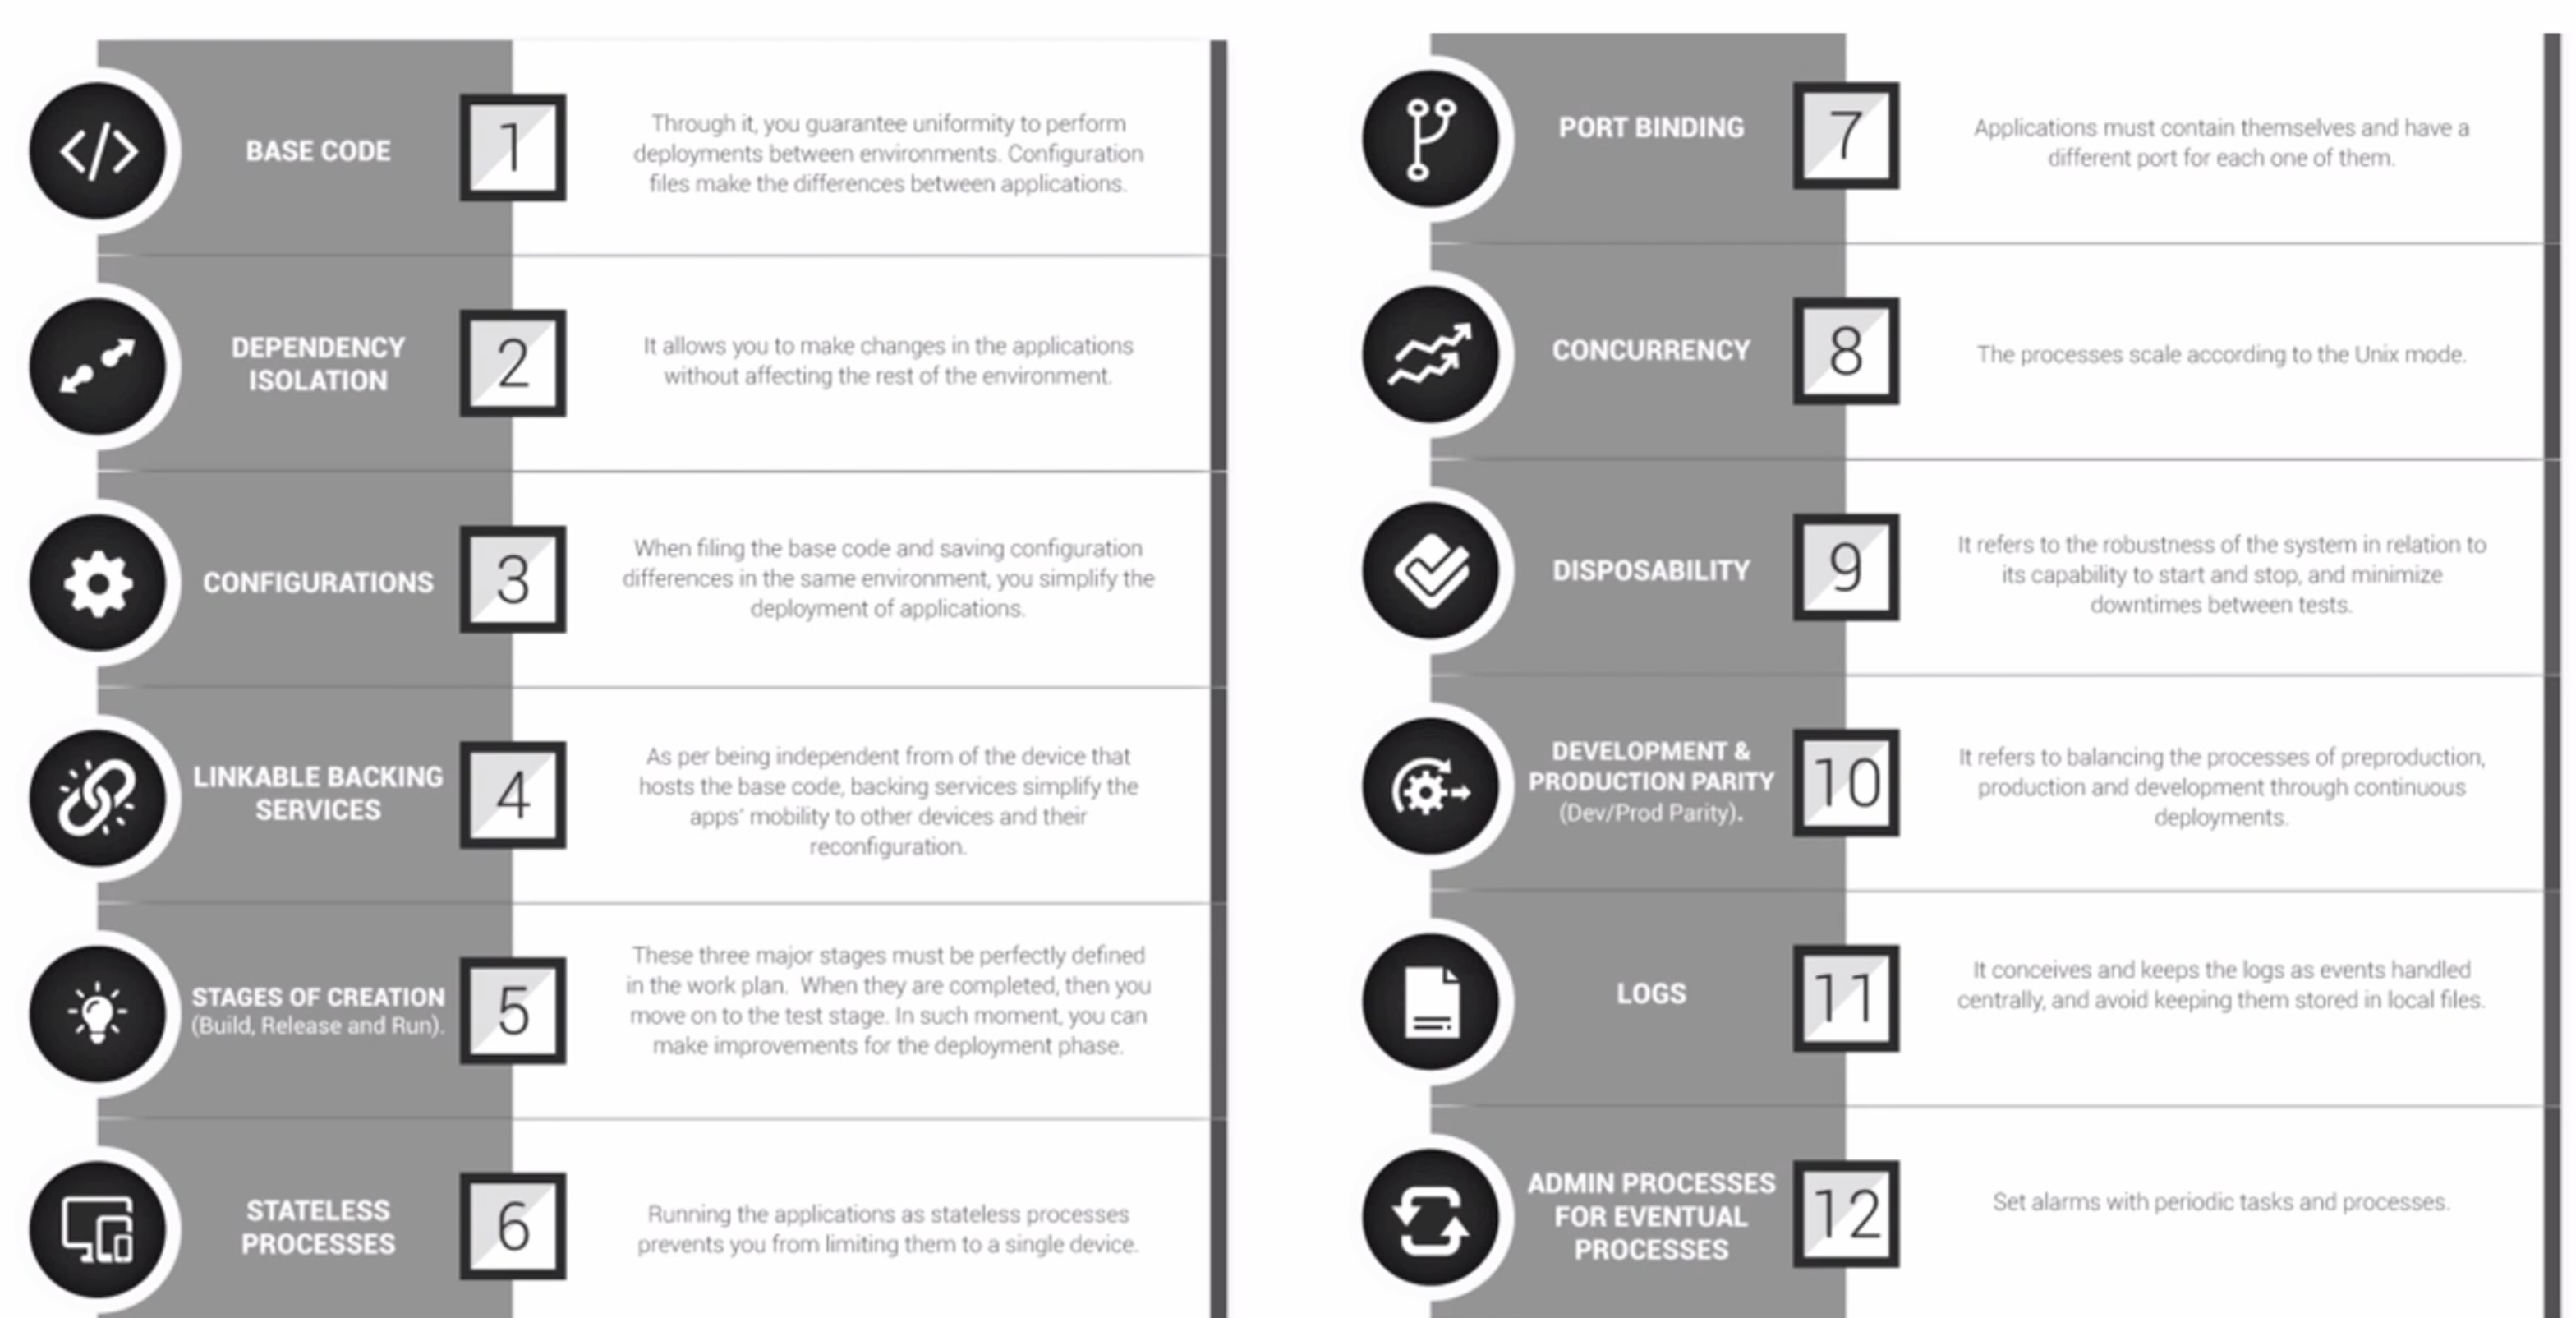 BASE CODE
1
Through it, you guarantee uniformity to perform
deployments between environments. Configuration
files make the differences between applications.
DEPENDENCY
ISOLATION
2
It allows you to make changes in the applications
without affecting the rest of the environment.
CONFIGURATIONS
3
When filing the base code and saving configuration
differences in the same environment, you simplify the
deployment of applications.
LINKABLE BACKING
SERVICES
4
As per being independent from of the device that
hosts the base code, backing services simplify the
apps' mobility to other devices and their
reconfiguration.
STAGES OF CREATION
(Build, Release and Run).
5
These three major stages must be perfectly defined
in the work plan. When they are completed, then you
move on to the test stage. In such moment, you can
make improvements for the deployment phase.
STATELESS
PROCESSES
6
Running the applications as stateless processes
prevents you from limiting them to a single device.
PORT BINDING
7
Applications must contain themselves and have a
different port for each one of them.
CONCURRENCY
8
The processes scale according to the Unix mode.
DISPOSABILITY
9
It refers to the robustness of the system in relation to
its capability to start and stop, and minimize
downtimes between tests.
DEVELOPMENT &
PRODUCTION PARITY
(Dev/Prod Parity).
10
It refers to balancing the processes of preproduction,
production and development through continuous
deployments.
LOGS
11
It conceives and keeps the logs as events handled
centrally, and avoid keeping them stored in local files.
ADMIN PROCESSES
FOR EVENTUAL
PROCESSES
12
Set alarms with periodic tasks and processes.